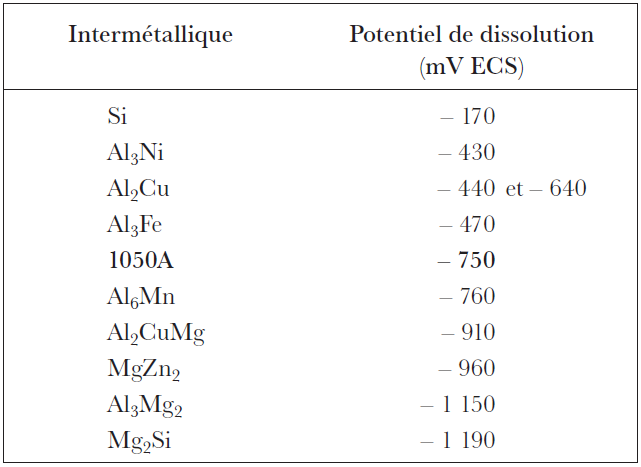 Intermétallique Potentiel de dissolution
(mV ECS)
Si – 170
Al₃Ni – 430
Al₂Cu – 440 et – 640
Al₃Fe – 470
1050A – 750
Al₆Mn – 760
Al₂CuMg – 910
MgZn₂ – 960
Al₃Mg₂ – 1 150
Mg₂Si – 1 190